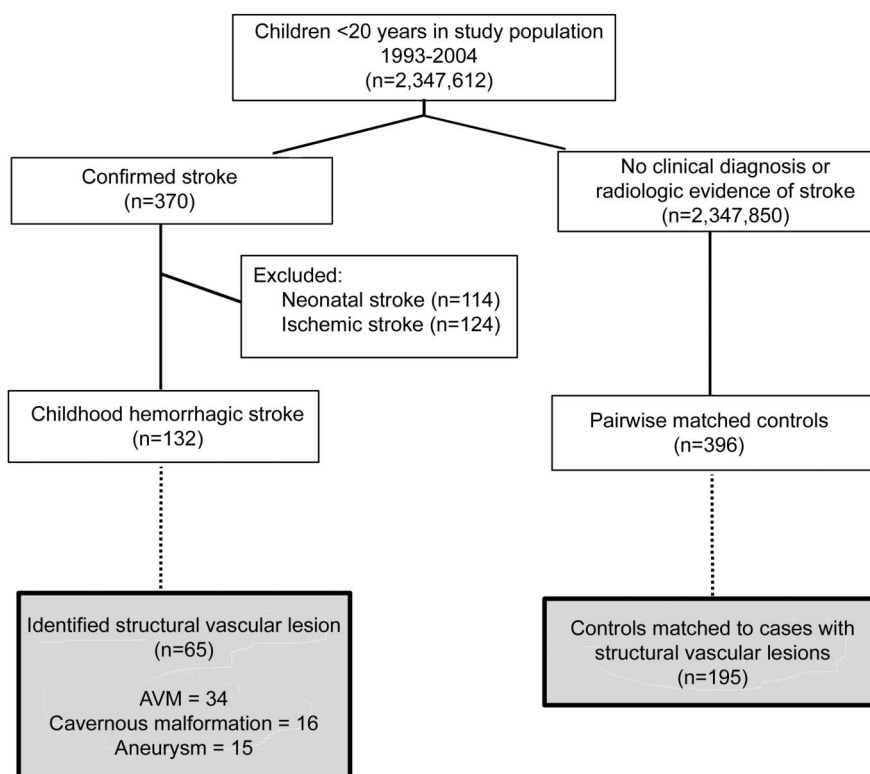 Children <20 years in study population
1993-2004
(n=2,347,612)
Confirmed stroke
(n=370)
No clinical diagnosis or
radiologic evidence of stroke
(n=2,347,850)
Excluded:
Neonatal stroke (n=114)
Ischemic stroke (n=124)
Childhood hemorrhagic stroke
(n=132)
Pairwise matched controls
(n=396)
Identified structural vascular lesion
(n=65)
AVM = 34
Cavernous malformation = 16
Aneurysm = 15
Controls matched to cases with
structural vascular lesions
(n=195)